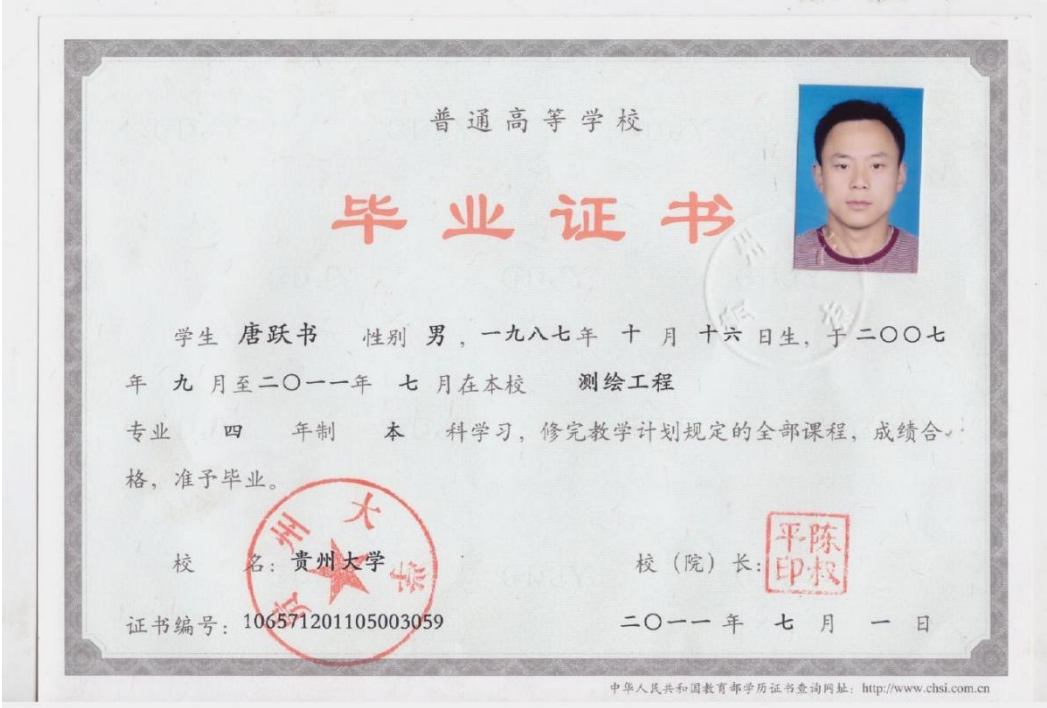 普通高等学校
毕业证书
学生 唐跃书 性别 男 ，一九八七年 十 月 十六 日生，于二〇〇七
年 九 月至二〇一一年 七 月在本校 测绘工程
专业 四 年制 本 科学习，修完教学计划规定的全部课程，成绩合
格，准予毕业。
贵州大学
校 名：贵州大学
校（院）长：
陈叔平印
证书编号：106571201105003059
二〇一一年 七 月 一 日
中华人民共和国教育部学历证书查询网址：http://www.chsi.com.cn